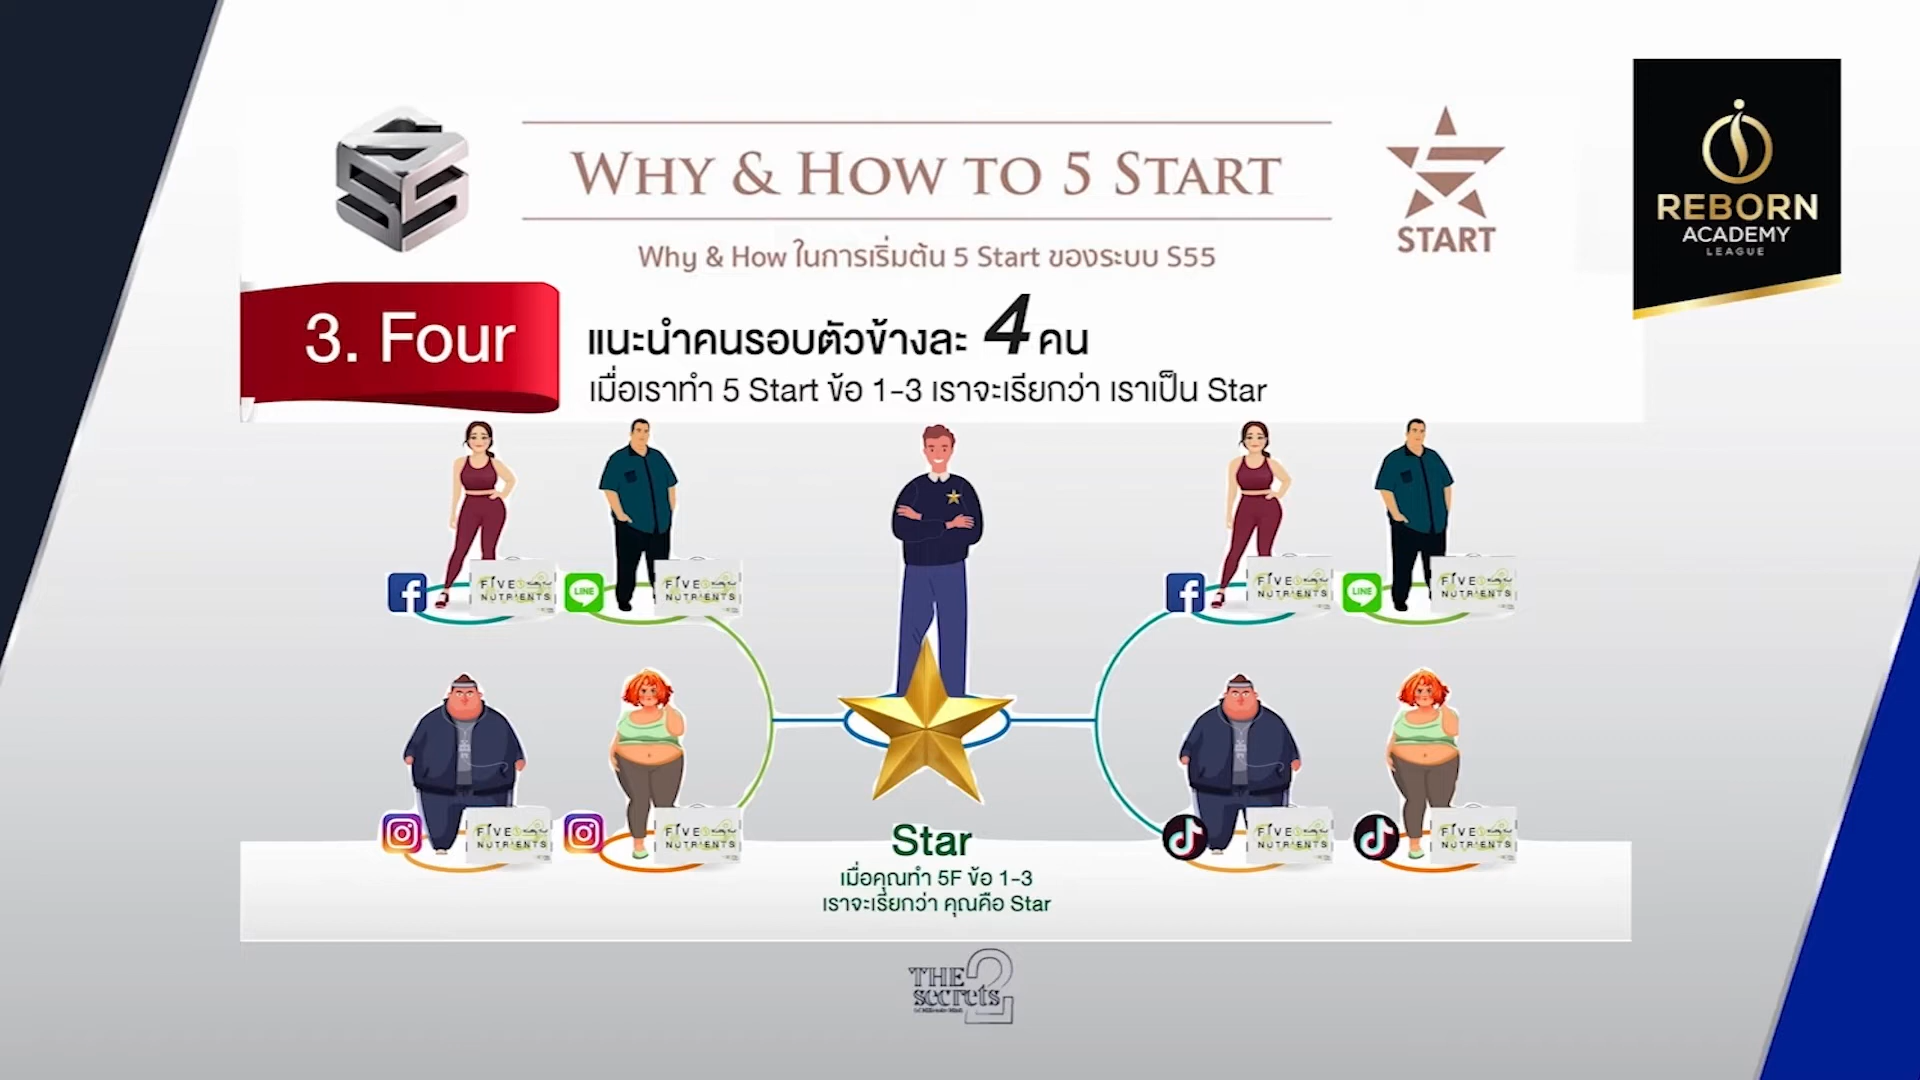 WHY & HOW TO 5 START
Why & How ในการเริ่มต้น 5 Start ของระบบ S55
START
REBORN
ACADEMY
LEAGUE
3. Four
แนะนำคนรอบตัวข้างละ 4 คน
เมื่อเราทำ 5 Start ข้อ 1-3 เราจะเรียกว่า เราเป็น Star
FIVE
NUTRIENTS
LINE
FIVE
NUTRIENTS
FIVE
NUTRIENTS
LINE
FIVE
NUTRIENTS
FIVE
NUTRIENTS
FIVE
NUTRIENTS
FIVE
NUTRIENTS
FIVE
NUTRIENTS
Star
เมื่อคุณทำ 5F ข้อ 1-3
เราจะเรียกว่า คุณคือ Star
THE
secrets
2